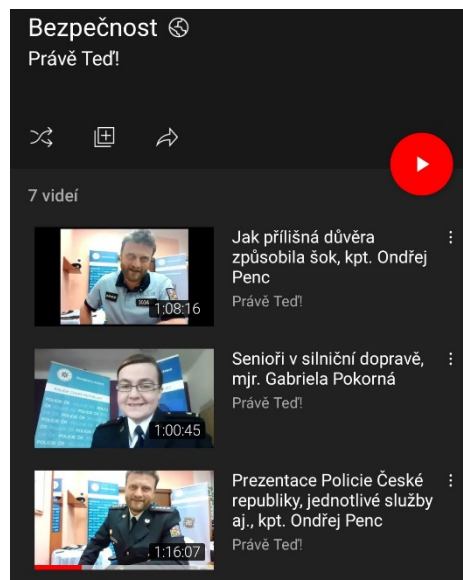 Bezpečnost
Právě Teď!
7 videí
1:08:16
Jak přílišná důvěra
způsobila šok, kpt. Ondřej
Penc
Právě Teď!
1:00:45
Senioři v silniční dopravě,
mjr. Gabriela Pokorná
Právě Teď!
1:16:07
Prezentace Policie České
republiky, jednotlivé služby
aj., kpt. Ondřej Penc
Právě Teď!